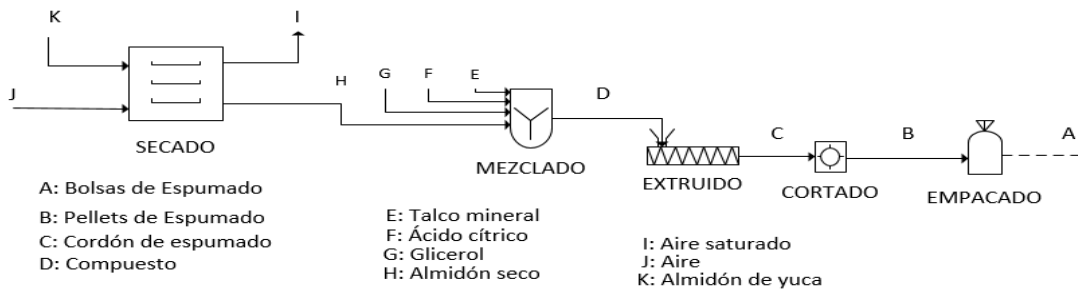 K
I
J
H
G
F
E
D
C
B
A
SECADO
MEZCLADO
EXTRUIDO
CORTADO
EMPACADO
A: Bolsas de Espumado
B: Pellets de Espumado
C: Cordón de espumado
D: Compuesto
E: Talco mineral
F: Ácido cítrico
G: Glicerol
H: Almidón seco
I: Aire saturado
J: Aire
K: Almidón de yuca